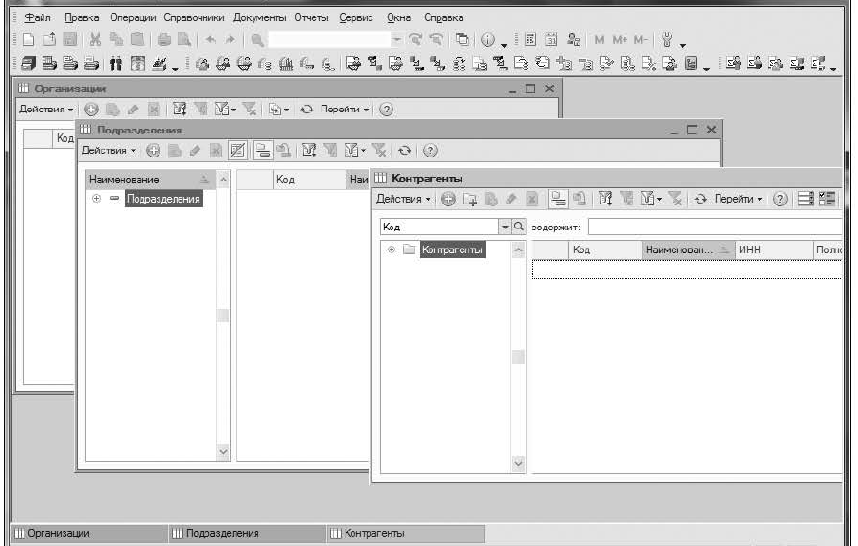 Файл Правка Операции Справочники Документы Отчеты Сервис Окна Справка
M M+ M-
Организации
Действия Перейти
Код
Подразделения
Действия
Наименование Код Наи
Подразделения
Контрагенты
Действия Перейти
Код содержит:
Контрагенты Код Наименован... ИНН Полн
Организации Подразделения Контрагенты